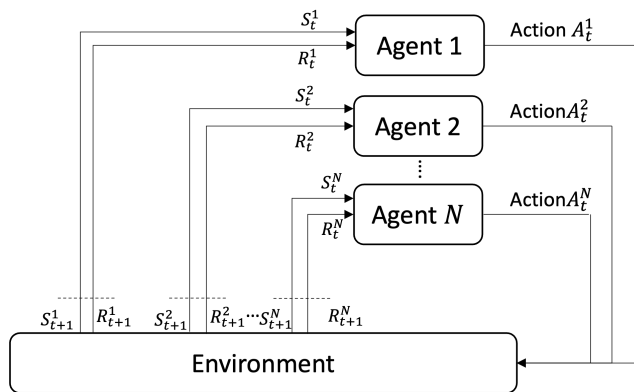 S_t^1
Agent 1
Action A_t^1
R_t^1
S_t^2
Agent 2
Action A_t^2
R_t^2
S_t^N
Agent N
Action A_t^N
R_t^N
S_{t+1}^1 R_{t+1}^1 S_{t+1}^2 R_{t+1}^2 ... S_{t+1}^N R_{t+1}^N
Environment